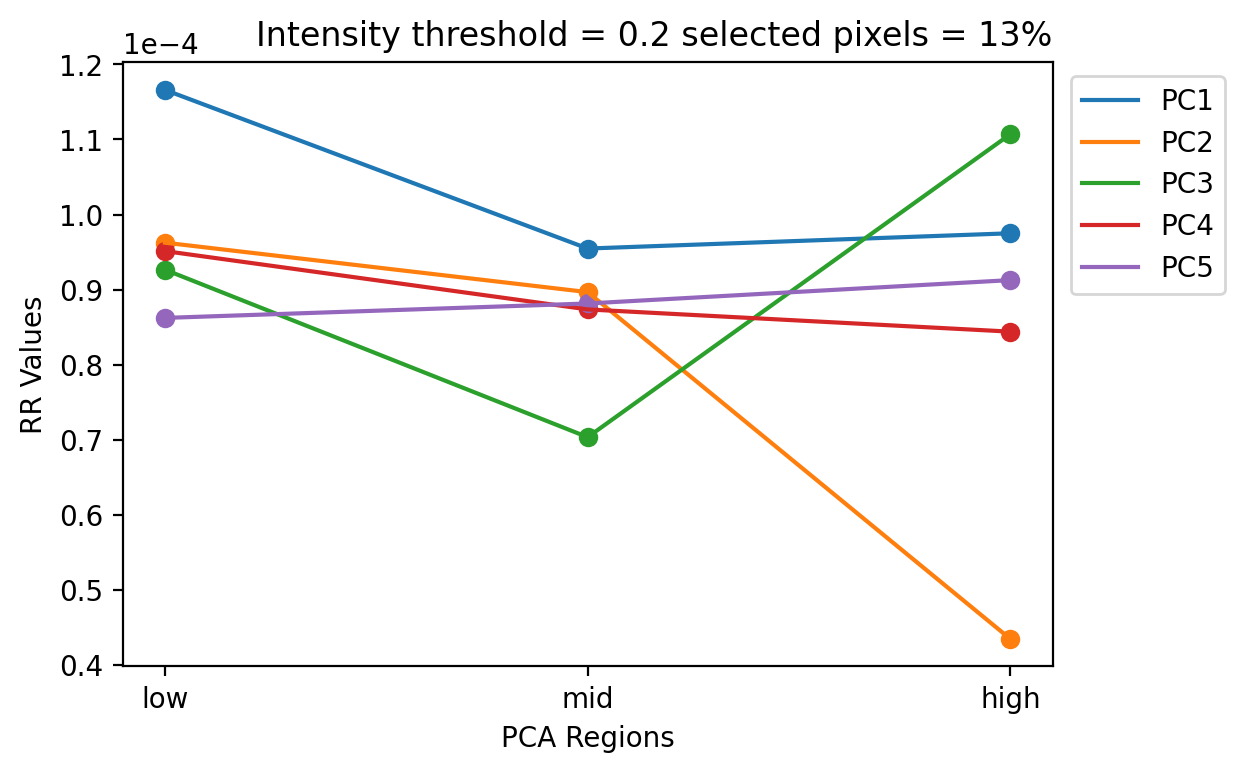 Intensity threshold = 0.2 selected pixels = 13%
1e−4
1.2
1.1
1.0
0.9
0.8
0.7
0.6
0.5
0.4
RR Values
low
mid
high
PCA Regions
PC1
PC2
PC3
PC4
PC5